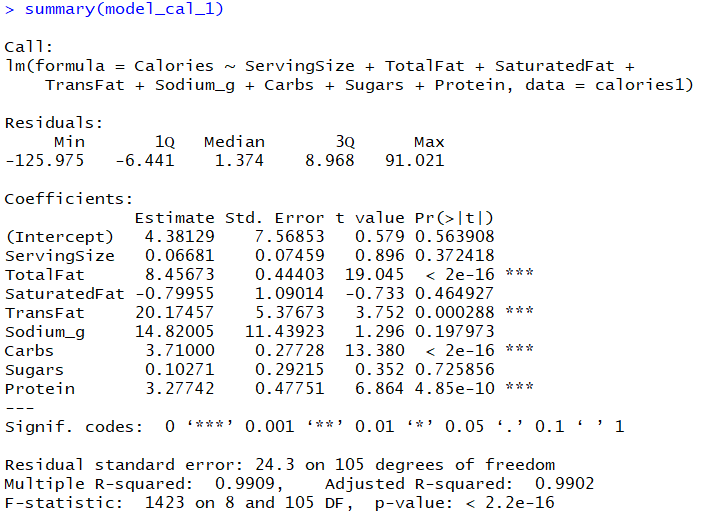 > summary(model_cal_1)
Call:
lm(formula = Calories ~ ServingSize + TotalFat + SaturatedFat +
    TransFat + Sodium_g + Carbs + Sugars + Protein, data = calories1)
Residuals:
     Min       1Q   Median       3Q      Max
-125.975   -6.441    1.374    8.968   91.021
Coefficients:
             Estimate Std. Error t value Pr(>|t|)
(Intercept)   4.38129    7.56853   0.579 0.563908
ServingSize   0.06681    0.07459   0.896 0.372418
TotalFat      8.45673    0.44403  19.045  < 2e-16 ***
SaturatedFat -0.79955    1.09014  -0.733 0.464927
TransFat     20.17457    5.37673   3.752 0.000288 ***
Sodium_g     14.82005   11.43923   1.296 0.197973
Carbs         3.71000    0.27728  13.380  < 2e-16 ***
Sugars        0.10271    0.29215   0.352 0.725856
Protein       3.27742    0.47751   6.864 4.85e-10 ***
---
Signif. codes:  0 ‘***’ 0.001 ‘**’ 0.01 ‘*’ 0.05 ‘.’ 0.1 ‘ ’ 1
Residual standard error: 24.3 on 105 degrees of freedom
Multiple R-squared:  0.9909,    Adjusted R-squared:  0.9902
F-statistic:  1423 on 8 and 105 DF,  p-value: < 2.2e-16